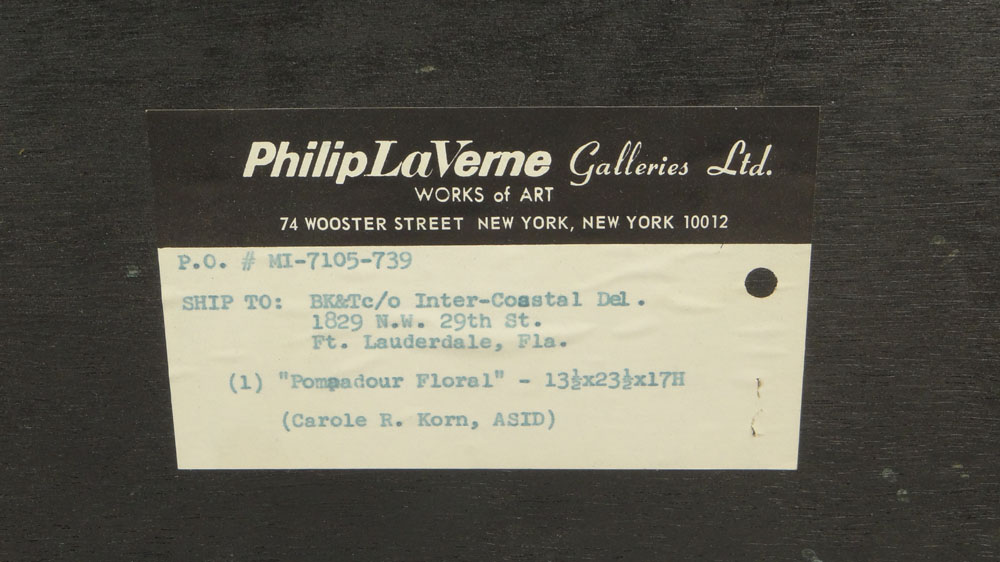 Philip LaVerne Galleries Ltd.
WORKS of ART
74 WOOSTER STREET NEW YORK, NEW YORK 10012
P.O. # MI-7105-739
SHIP TO: BK&Tc/o Inter-Coastal Del.
1829 N.W. 29th St.
Ft. Lauderdale, Fla.
(1) "Pompadour Floral" - 13½x23½x17H
(Carole R. Korn, ASID)